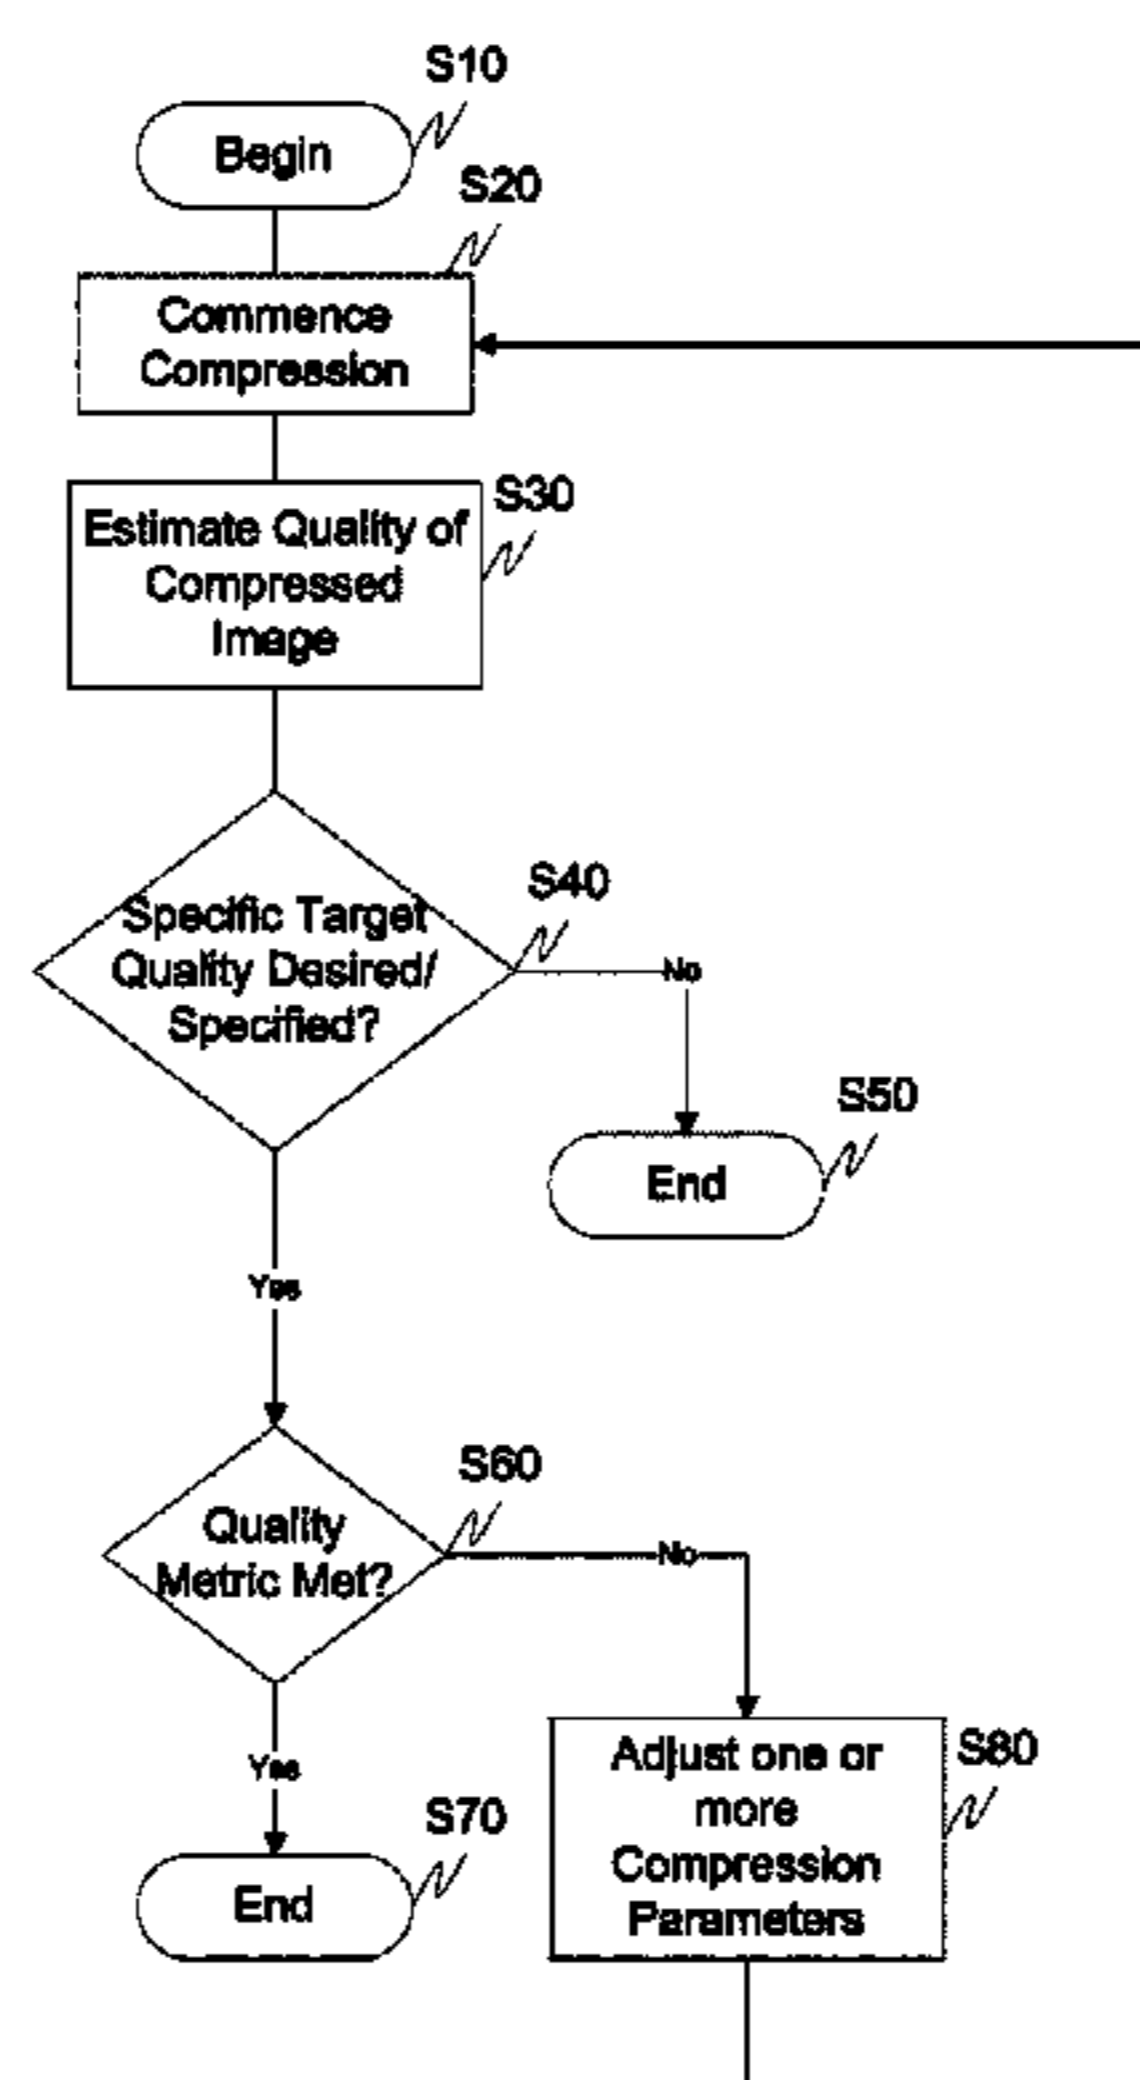 S10
Begin
S20
Commence
Compression
S30
Estimate Quality of
Compressed
Image
S40
Specific Target
Quality Desired/
Specified?
No
S50
End
Yes
S60
Quality
Metric Met?
No
S80
Adjust one or
more
Compression
Parameters
Yes
S70
End